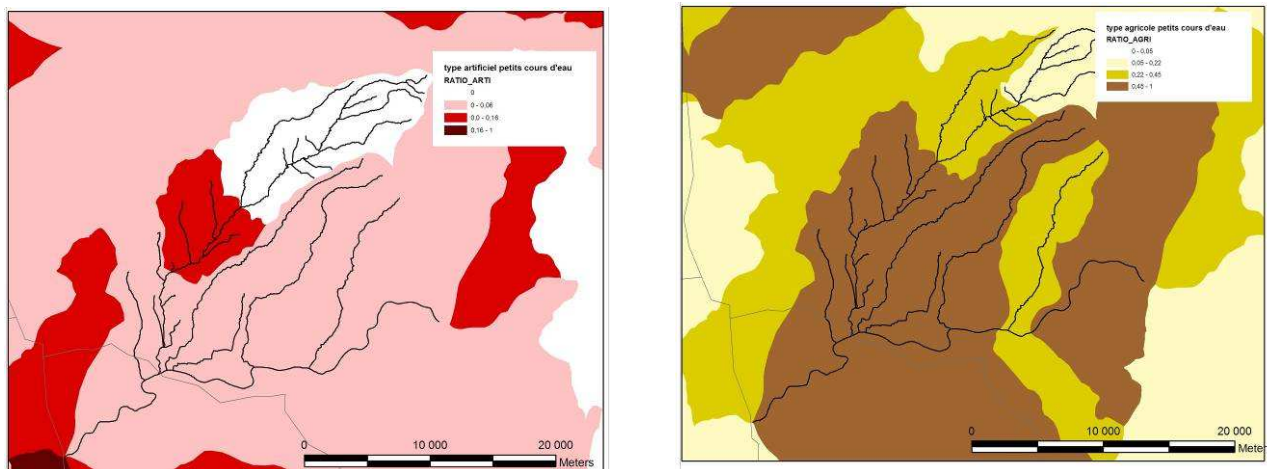 type artificiel petits cours d'eau
RATIO_ARTI
0
0 - 0,06
0,0 - 0,16
0,16 - 1
0
10 000
20 000
Meters
type agricole petits cours d'eau
RATIO_AGRI
0 - 0,05
0,05 - 0,22
0,22 - 0,45
0,45 - 1
0
10 000
20 000
Meter